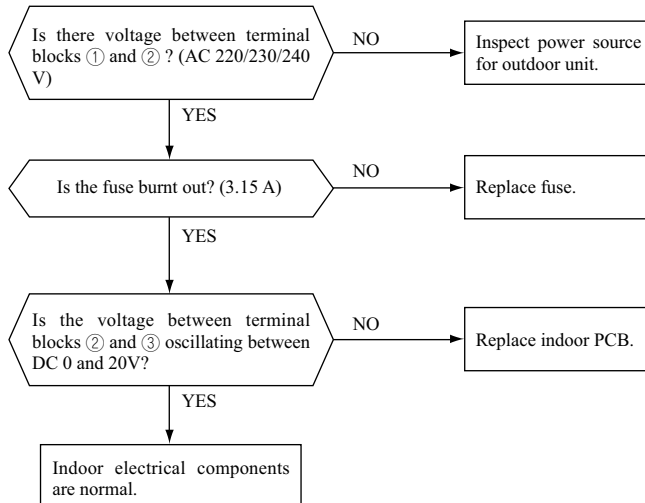 Is there voltage between terminal
blocks ① and ② ? (AC 220/230/240
V)
NO
Inspect power source
for outdoor unit.
YES
Is the fuse burnt out? (3.15 A)
NO
Replace fuse.
YES
Is the voltage between terminal
blocks ② and ③ oscillating between
DC 0 and 20V?
NO
Replace indoor PCB.
YES
Indoor electrical components
are normal.